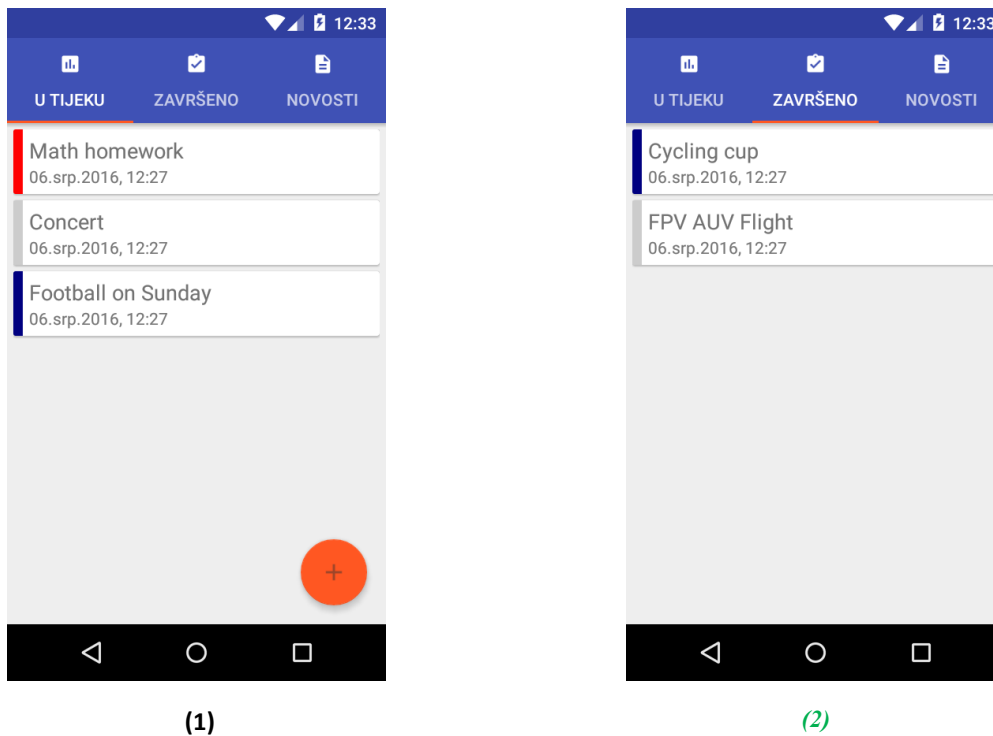 12:33
U TIJEKU ZAVRŠENO NOVOSTI
Math homework
06.srp.2016, 12:27
Concert
06.srp.2016, 12:27
Football on Sunday
06.srp.2016, 12:27
(1)
12:33
U TIJEKU ZAVRŠENO NOVOSTI
Cycling cup
06.srp.2016, 12:27
FPV AUV Flight
06.srp.2016, 12:27
(2)